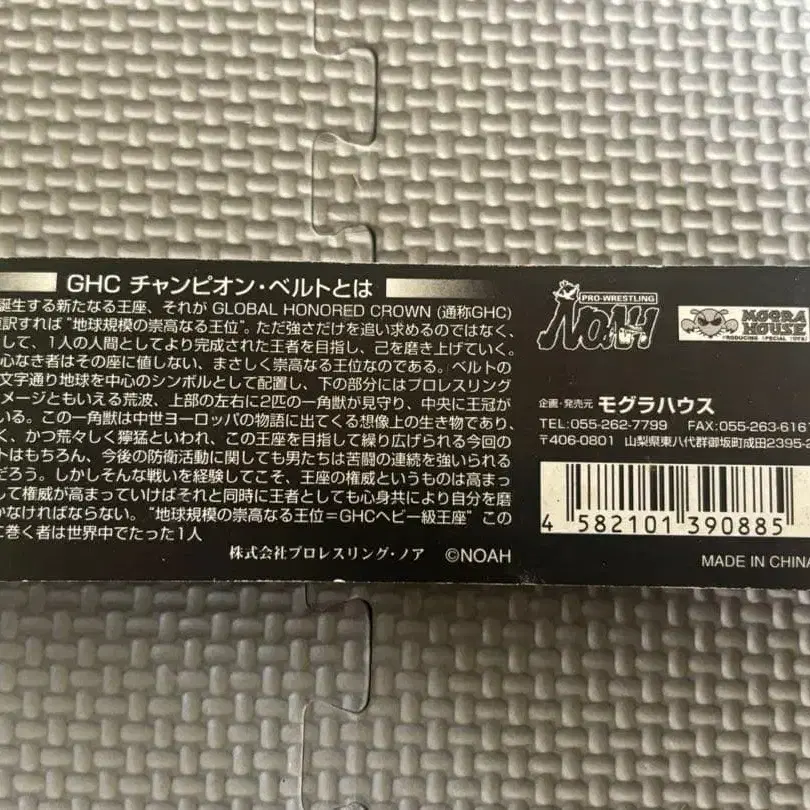 GHC チャンピオン・ベルトとは
誕生する新たなる王座、それが GLOBAL HONORED CROWN (通称GHC)
訳すれば "地球規模の崇高なる王位"。ただ強さだけを追い求めるのではなく、
して、1人の人間としてより完成された王者を目指し、己を磨き上げていく。
心なき者はその座に値しない、まさしく崇高なる王位なのである。ベルトの
文字通り地球を中心のシンボルとして配置し、下の部分にはプロレスリング
メージともいえる荒波、上部の左右に2匹の一角獣が見守り、中央に王冠が
いる。この一角獣は中世ヨーロッパの物語に出てくる想像上の生き物であり、
く、かつ荒々しく獰猛といわれ、この王座を目指して繰り広げられる今回の
トはもちろん、今後の防衛活動に関しても男たちは苦闘の連続を強いられる
だろう。しかしそんな戦いを経験してこそ、王座の権威というものは高まっ
して権威が高まっていけばそれと同時に王者としても心身共により自分を磨
かなければならない。 "地球規模の崇高なる王位=GHCヘビー級王座" この
に巻く者は世界中でたった1人
株式会社プロレスリング・ノア ©NOAH
PRO-WRESTLING
NOAH
MOGRA
HOUSE
PRODUCING SPECIAL TOYS
企画・発売元 モグラハウス
TEL:055-262-7799 FAX:055-263-616
〒406-0801 山梨県東八代郡御坂町成田2395-2
4 582101 390885
MADE IN CHINA